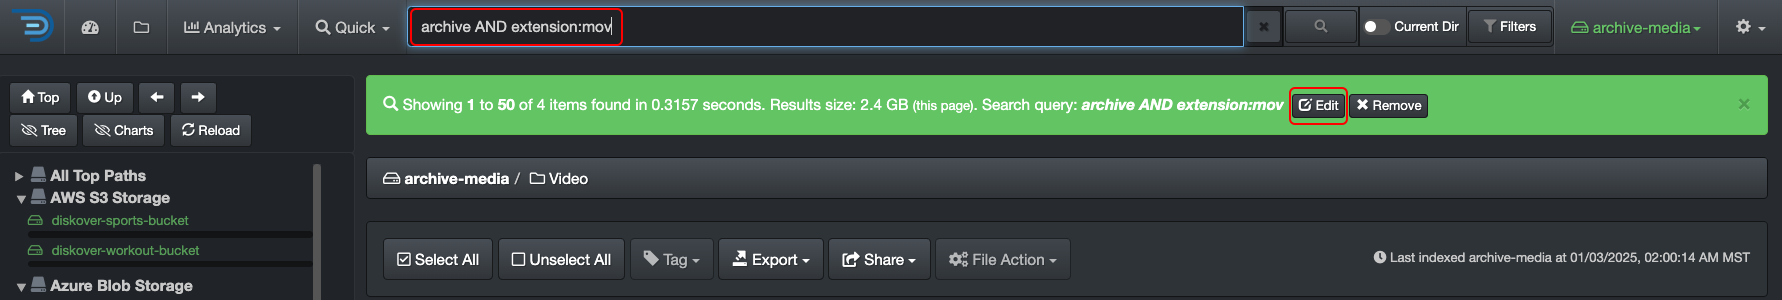 Analytics
Quick
archive AND extension:mov
Current Dir
Filters
archive-media
Top
Up
Tree
Charts
Reload
All Top Paths
AWS S3 Storage
diskover-sports-bucket
diskover-workout-bucket
Azure Blob Storage
Showing 1 to 50 of 4 items found in 0.3157 seconds. Results size: 2.4 GB (this page). Search query: archive AND extension:mov Edit Remove
archive-media / Video
Select All
Unselect All
Tag
Export
Share
File Action
Last indexed archive-media at 01/03/2025, 02:00:14 AM MST